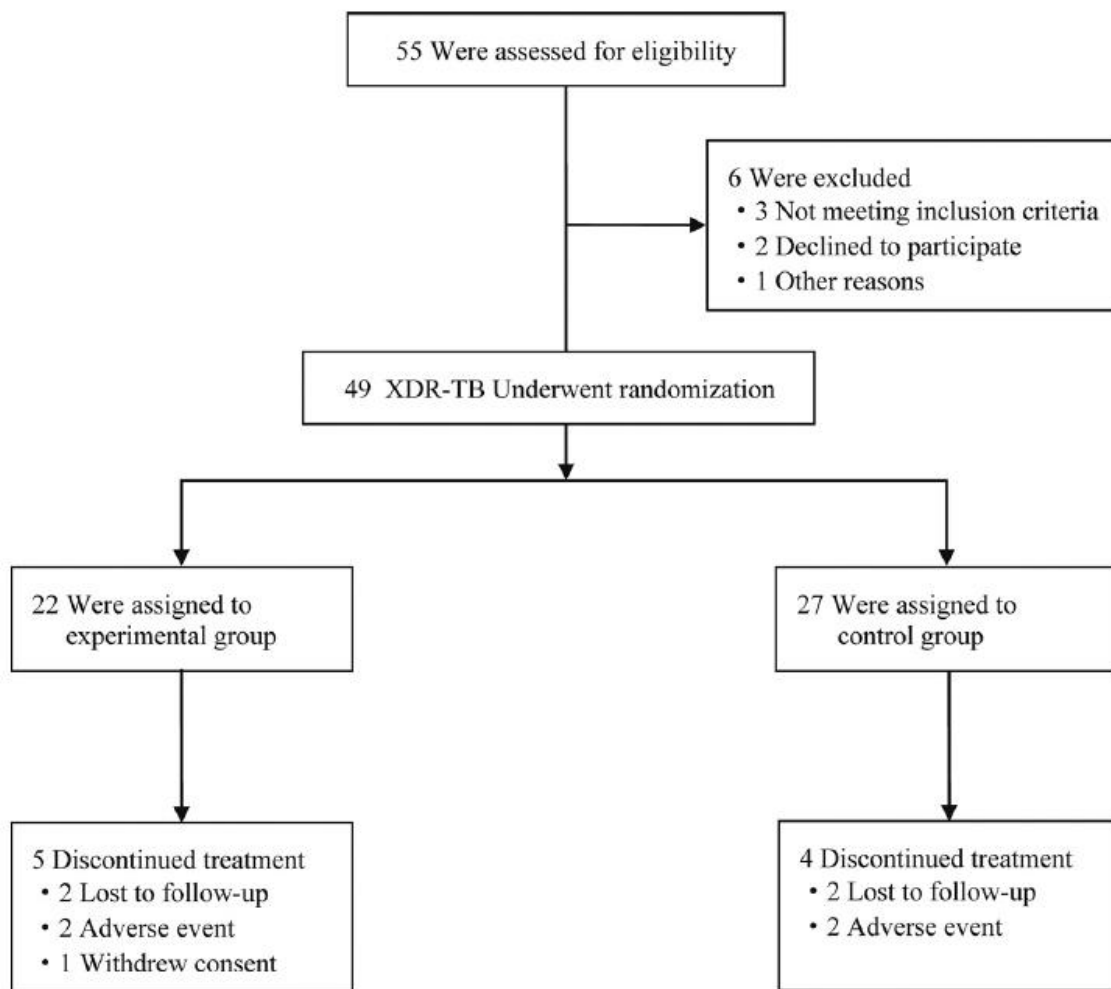 55 Were assessed for eligibility
6 Were excluded
• 3 Not meeting inclusion criteria
• 2 Declined to participate
• 1 Other reasons
49 XDR-TB Underwent randomization
22 Were assigned to
experimental group
27 Were assigned to
control group
5 Discontinued treatment
• 2 Lost to follow-up
• 2 Adverse event
• 1 Withdrew consent
4 Discontinued treatment
• 2 Lost to follow-up
• 2 Adverse event